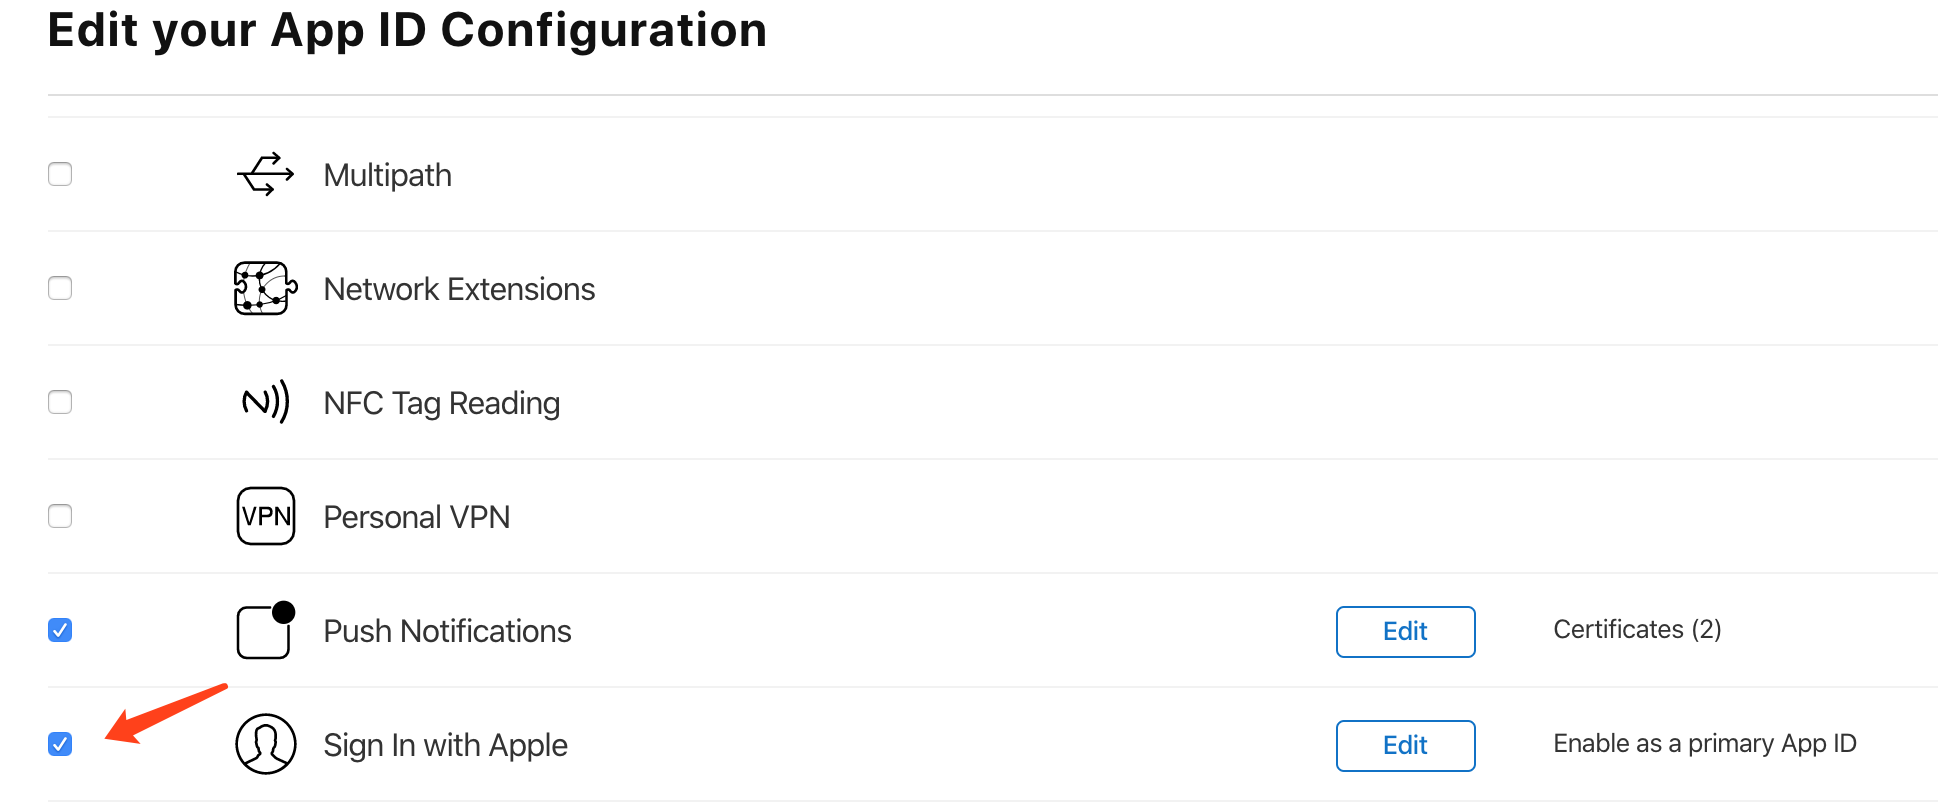 Edit your App ID Configuration
Multipath
Network Extensions
NFC Tag Reading
VPN Personal VPN
Push Notifications Edit Certificates (2)
Sign In with Apple Edit Enable as a primary App ID